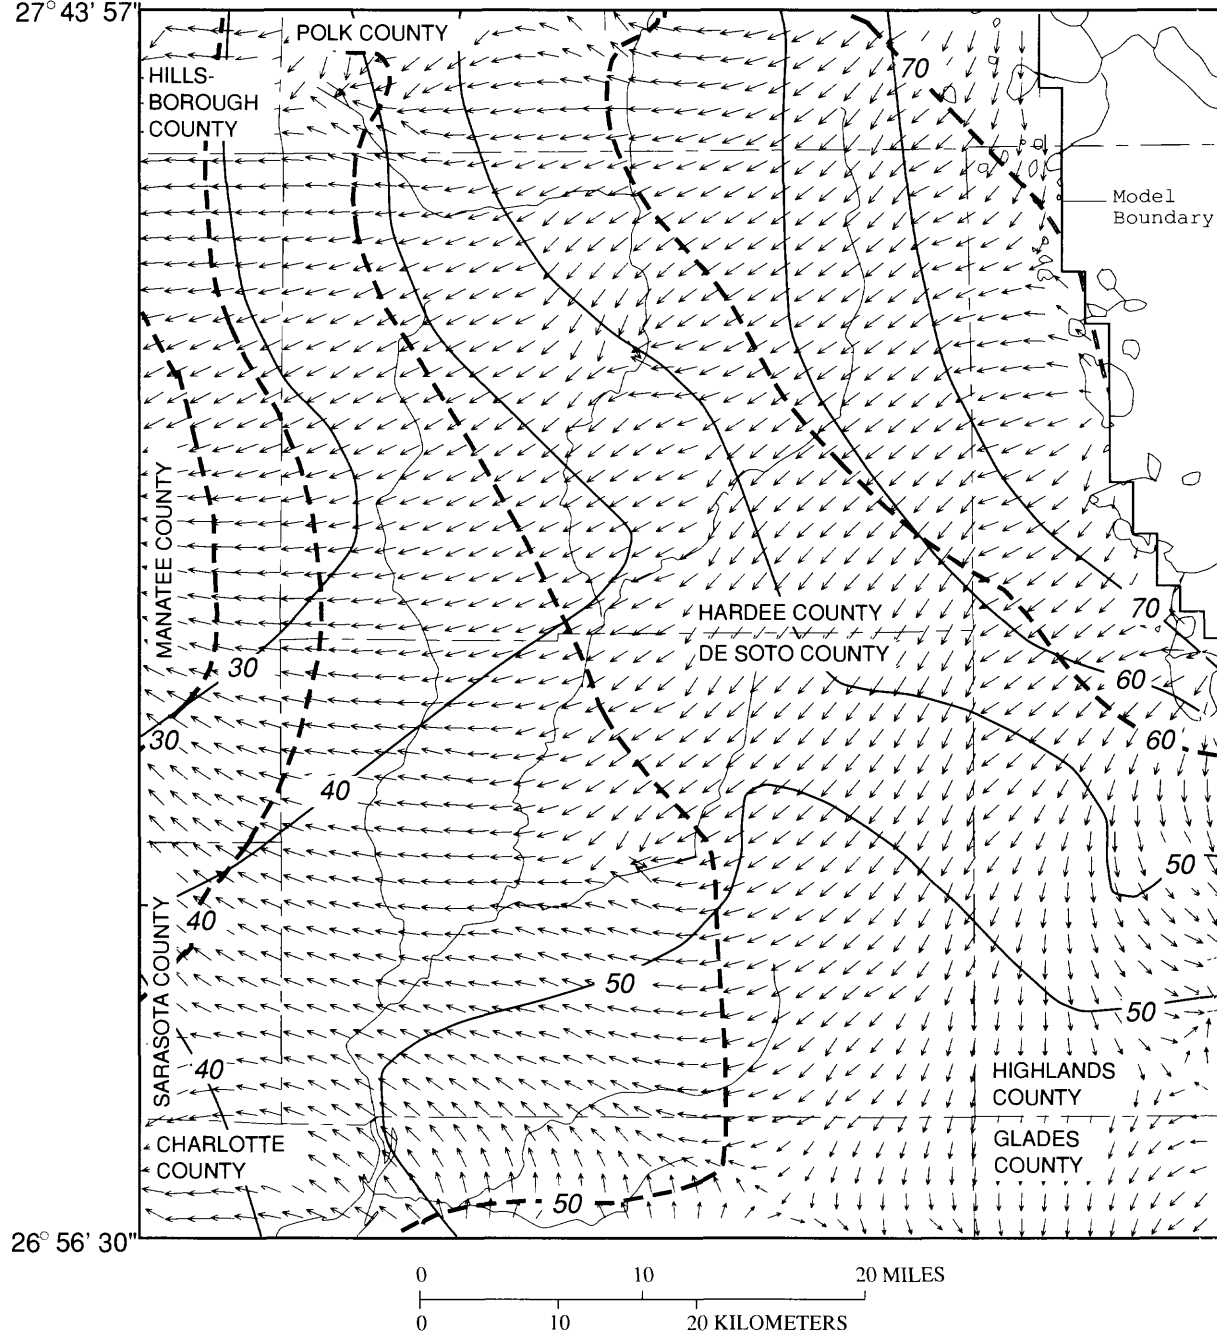 27° 43' 57"
POLK COUNTY
HILLS-
BOROUGH
COUNTY
70
Model
Boundary
MANATEE COUNTY
HARDEE COUNTY
DE SOTO COUNTY
70
30
60
30
60
40
50
40
SARASOTA COUNTY
50
50
40
HIGHLANDS
COUNTY
CHARLOTTE
COUNTY
GLADES
COUNTY
50
26° 56' 30"
0 10 20 MILES
0 10 20 KILOMETERS